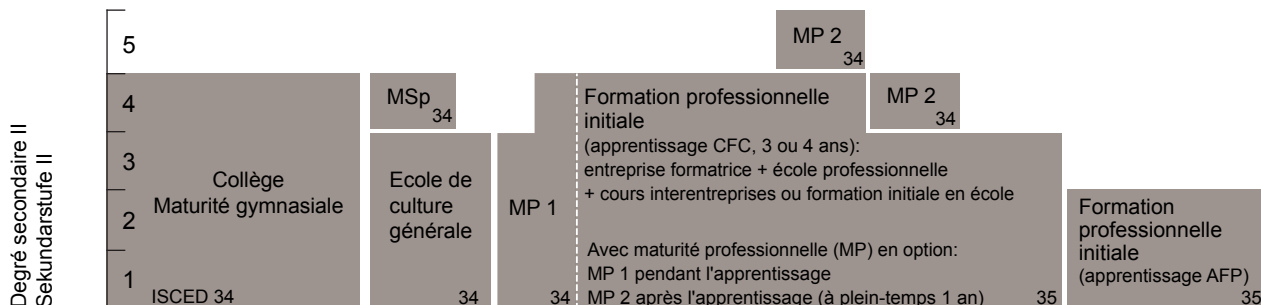 Degré secondaire II
Sekundarstufe II
5
4
3
2
1
Collège
Maturité gymnasiale
ISCED 34
MSp
34
Ecole de
culture
générale
34
MP 1
34
MP 2
34
Formation professionnelle
initiale
(apprentissage CFC, 3 ou 4 ans):
entreprise formatrice + école professionnelle
+ cours interentreprises ou formation initiale en école
Avec maturité professionnelle (MP) en option:
MP 1 pendant l'apprentissage
MP 2 après l'apprentissage (à plein-temps 1 an)
35
MP 2
34
Formation
professionnelle
initiale
(apprentissage AFP)
35